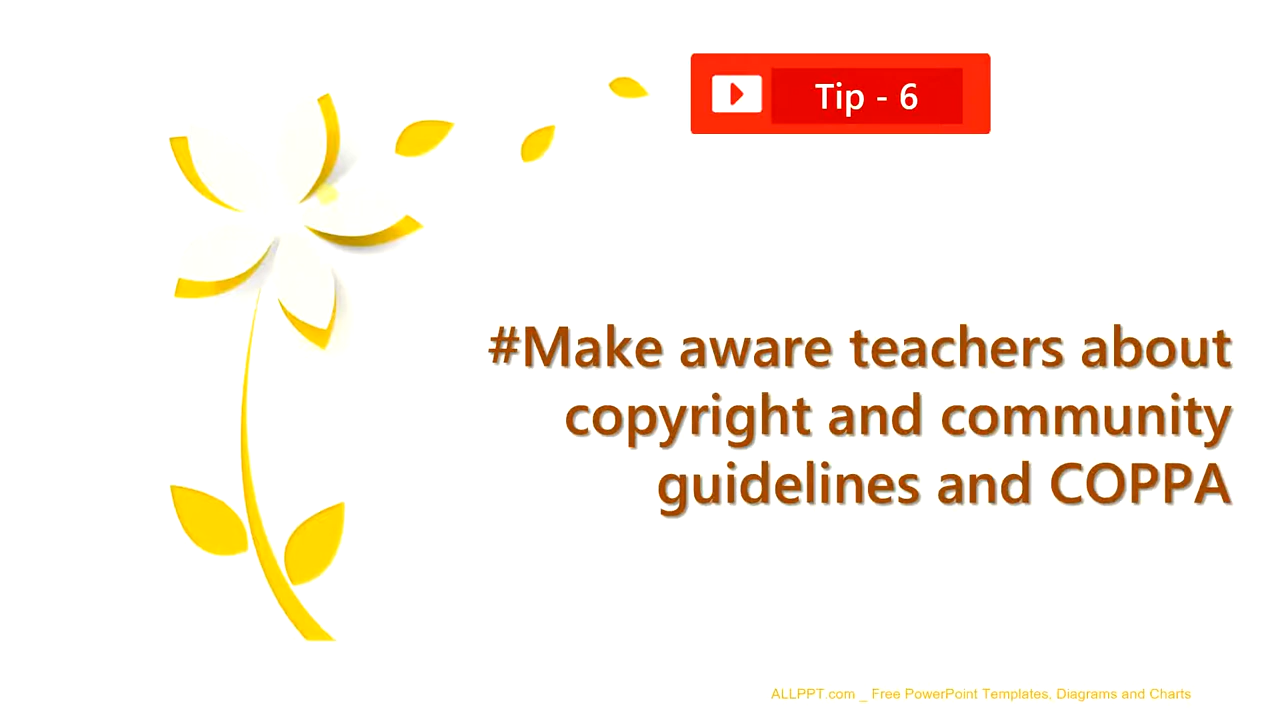 Tip - 6
#Make aware teachers about
copyright and community
guidelines and COPPA
ALLPPT.com _ Free PowerPoint Templates, Diagrams and Charts